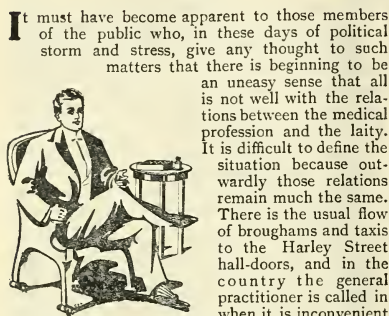 It must have become apparent to those members
of the public who, in these days of political
storm and stress, give any thought to such
matters that there is beginning to be
an uneasy sense that all
is not well with the rela-
tions between the medical
profession and the laity.
It is difficult to define the
situation because out-
wardly those relations
remain much the same.
There is the usual flow
of broughams and taxis
to the Harley Street
hall-doors, and in the
country the general
practitioner is called in
when it is inconvenient